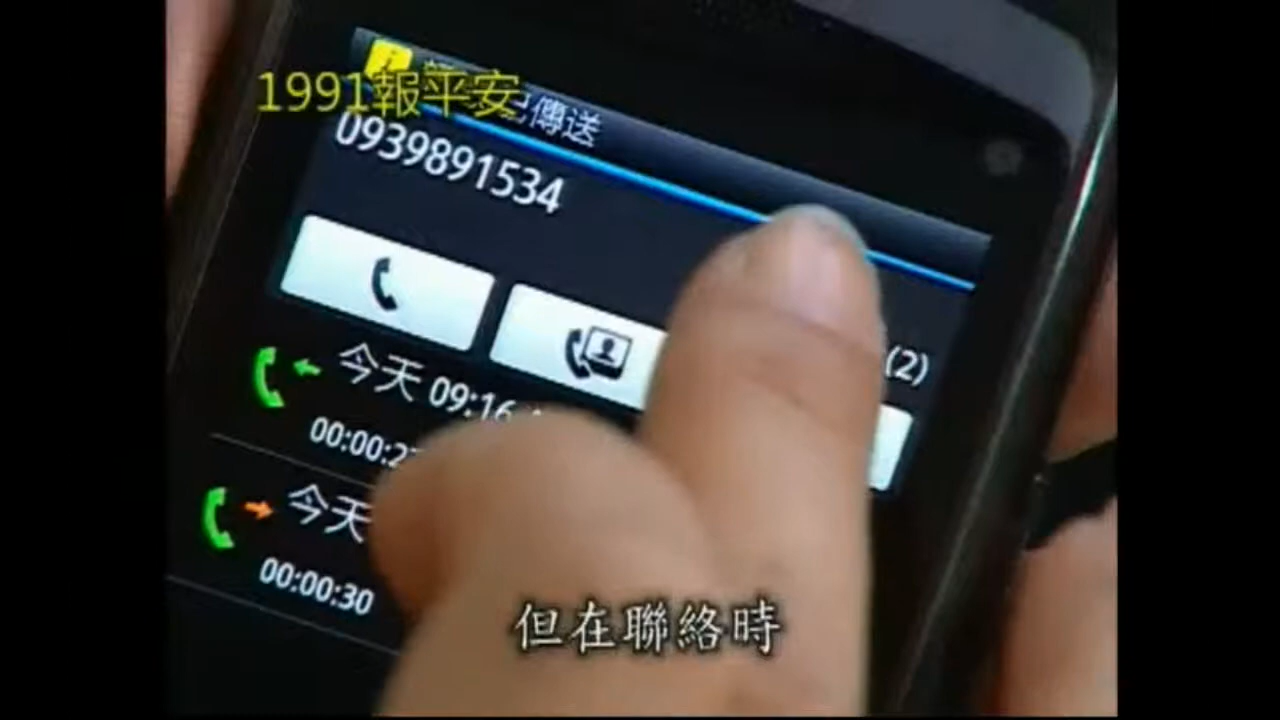 1991報平安
已傳送
0939891534
(2)
今天 09:16
00:00:2
今天
00:00:30
但在聯絡時